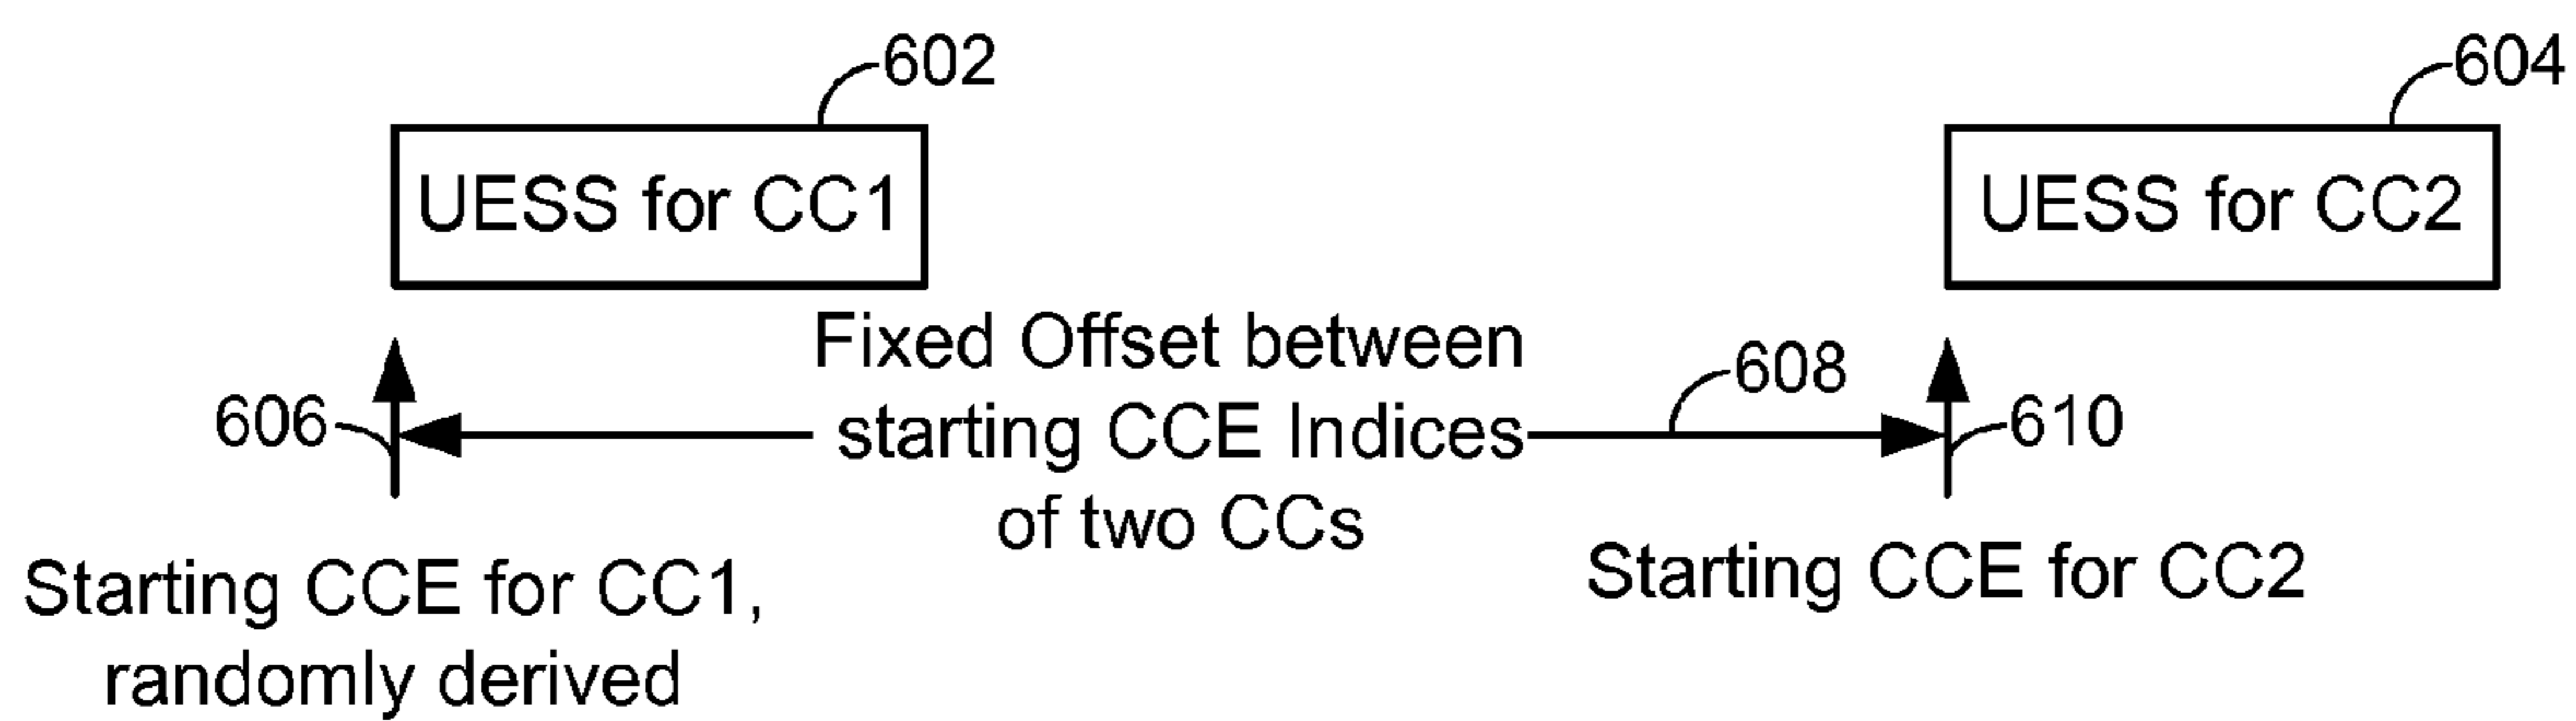 602
604
UESS for CC1
UESS for CC2
Fixed Offset between
starting CCE Indices
of two CCs
608
606
610
Starting CCE for CC1,
randomly derived
Starting CCE for CC2